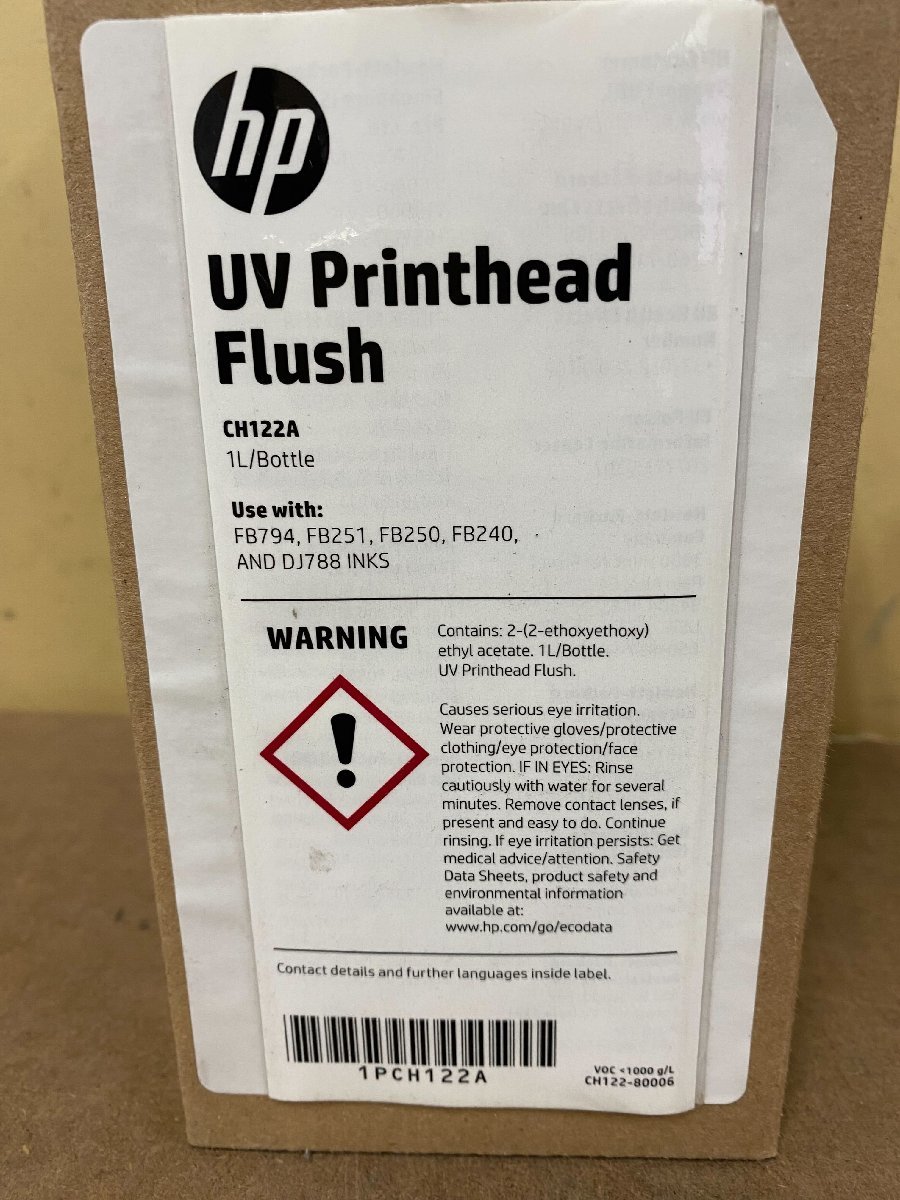 hp
UV Printhead
Flush
CH122A
1L/Bottle
Use with:
FB794, FB251, FB250, FB240,
AND DJ788 INKS
WARNING
Contains: 2-(2-ethoxyethoxy)
ethyl acetate. 1L/Bottle.
UV Printhead Flush.
Causes serious eye irritation.
Wear protective gloves/protective
clothing/eye protection/face
protection. IF IN EYES: Rinse
cautiously with water for several
minutes. Remove contact lenses, if
present and easy to do. Continue
rinsing. If eye irritation persists: Get
medical advice/attention. Safety
Data Sheets, product safety and
environmental information
available at:
www.hp.com/go/ecodata
Contact details and further languages inside label.
1PCH122A
VOC <1000 g/L
CH122-80006